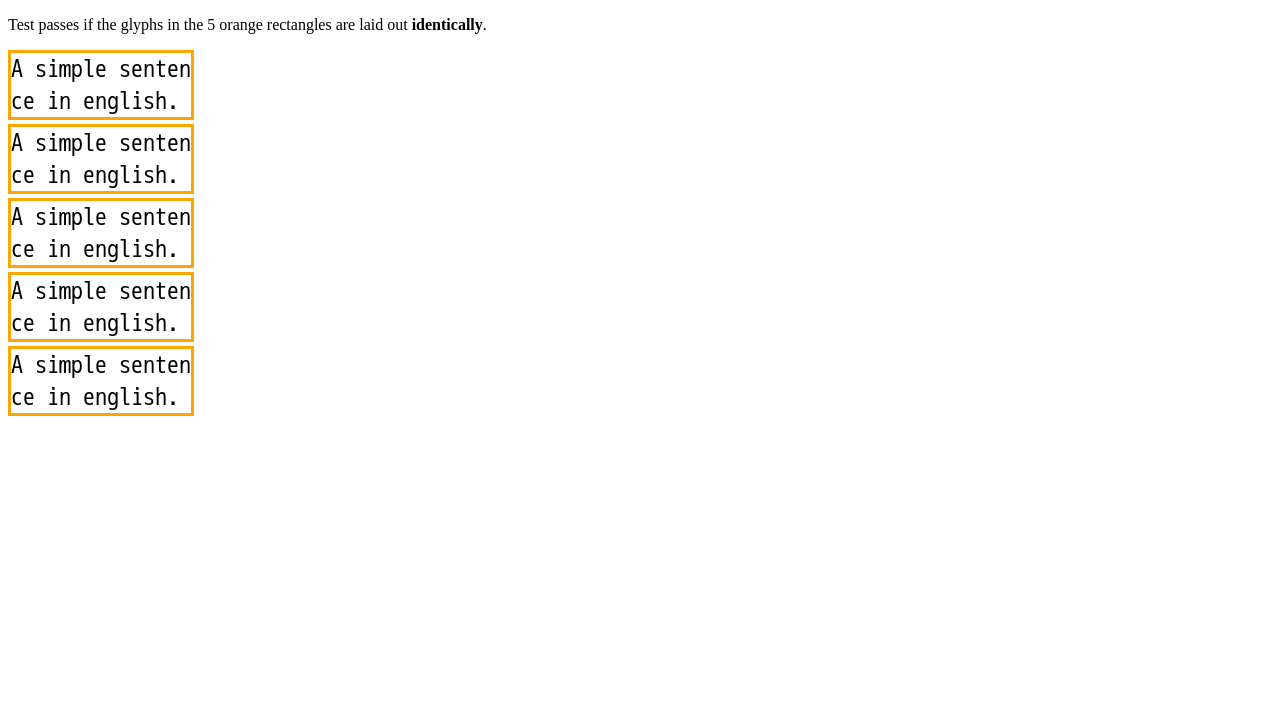 Test passes if the glyphs in the 5 orange rectangles are laid out identically.
A simple senten
ce in english.
A simple senten
ce in english.
A simple senten
ce in english.
A simple senten
ce in english.
A simple senten
ce in english.